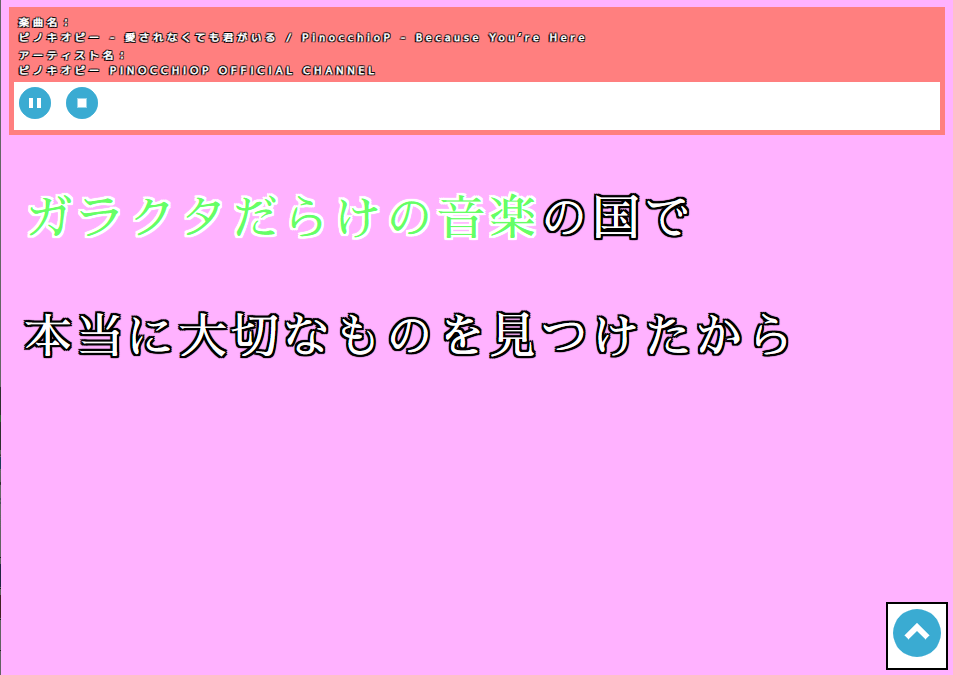 楽曲名：
ピノキオピー - 愛されなくても君がいる / PinocchioP - Because You're Here
アーティスト名：
ピノキオピー PINOCCHIOP OFFICIAL CHANNEL
ガラクタだらけの音楽の国で
本当に大切なものを見つけたから